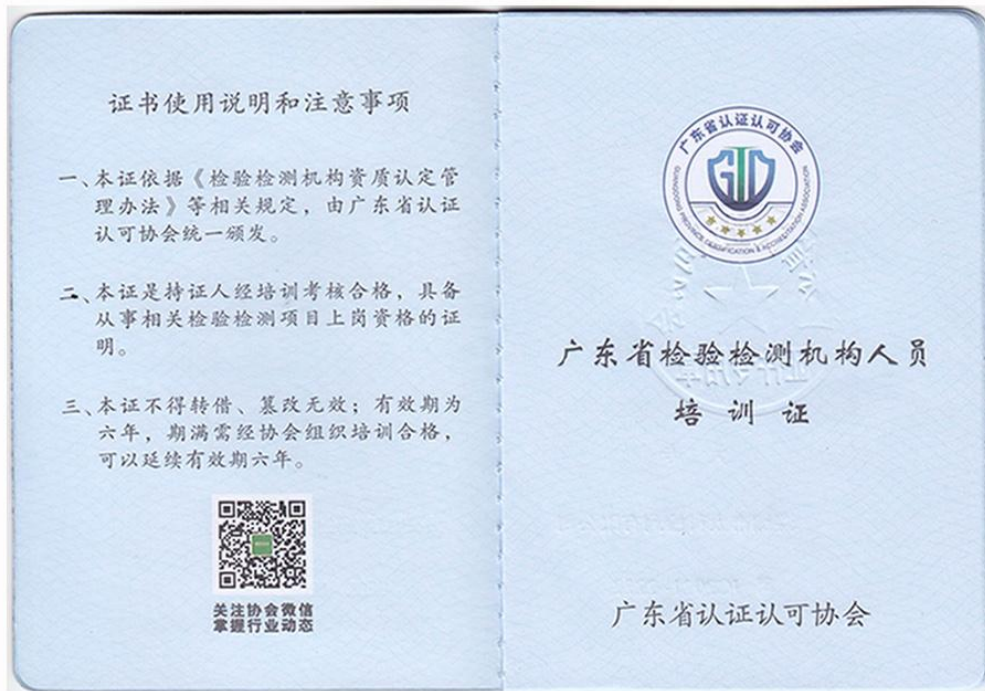 证书使用说明和注意事项
一、本证依据《检验检测机构资质认定管
理办法》等相关规定，由广东省认证
认可协会统一颁发。
二、本证是持证人经培训考核合格，具备
从事相关检验检测项目上岗资格的证
明。
三、本证不得转借、篡改无效；有效期为
六年，期满需经协会组织培训合格，
可以延续有效期六年。
关注协会微信
掌握行业动态
广东省认证认可协会
GTD
GUANGDONG PROVINCE CERTIFICATION & ACCREDITATION ASSOCIATION
广东省检验检测机构人员
培训证
广东省认证认可协会